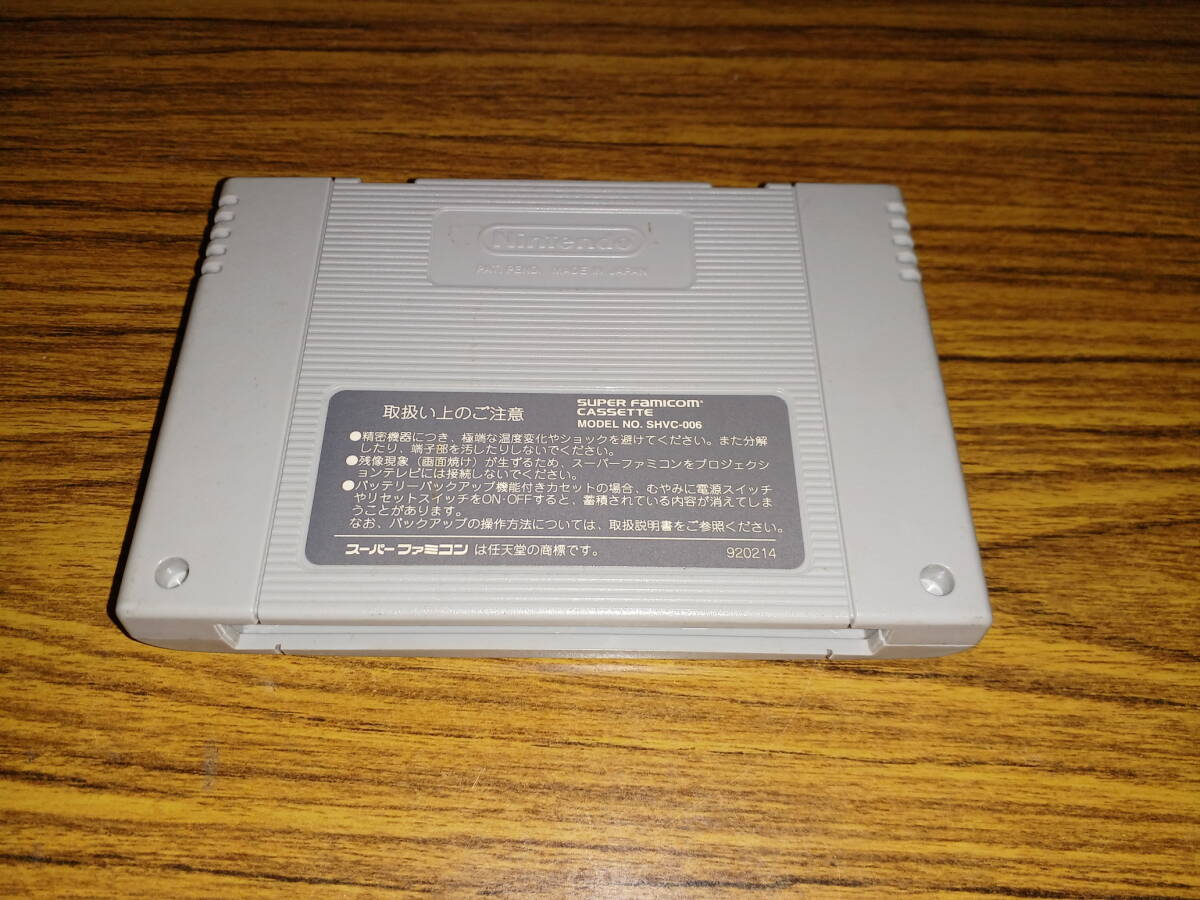 Nintendo
PAT. PEND. MADE IN JAPAN
取扱い上のご注意
SUPER FAMICOM
CASSETTE
MODEL NO. SHVC-006
●精密機器につき、極端な温度変化やショックを避けてください。また分解
したり、端子部を汚したりしないでください。
●残像現象（画面焼け）が生ずるため、スーパーファミコンをプロジェクシ
ョンテレビには接続しないでください。
●バッテリーバックアップ機能付きカセットの場合、むやみに電源スイッチ
やリセットスイッチをON・OFFすると、蓄積されている内容が消えてしま
うことがあります。
なお、バックアップの操作方法については、取扱説明書をご参照ください。
スーパーファミコン は任天堂の商標です。
920214